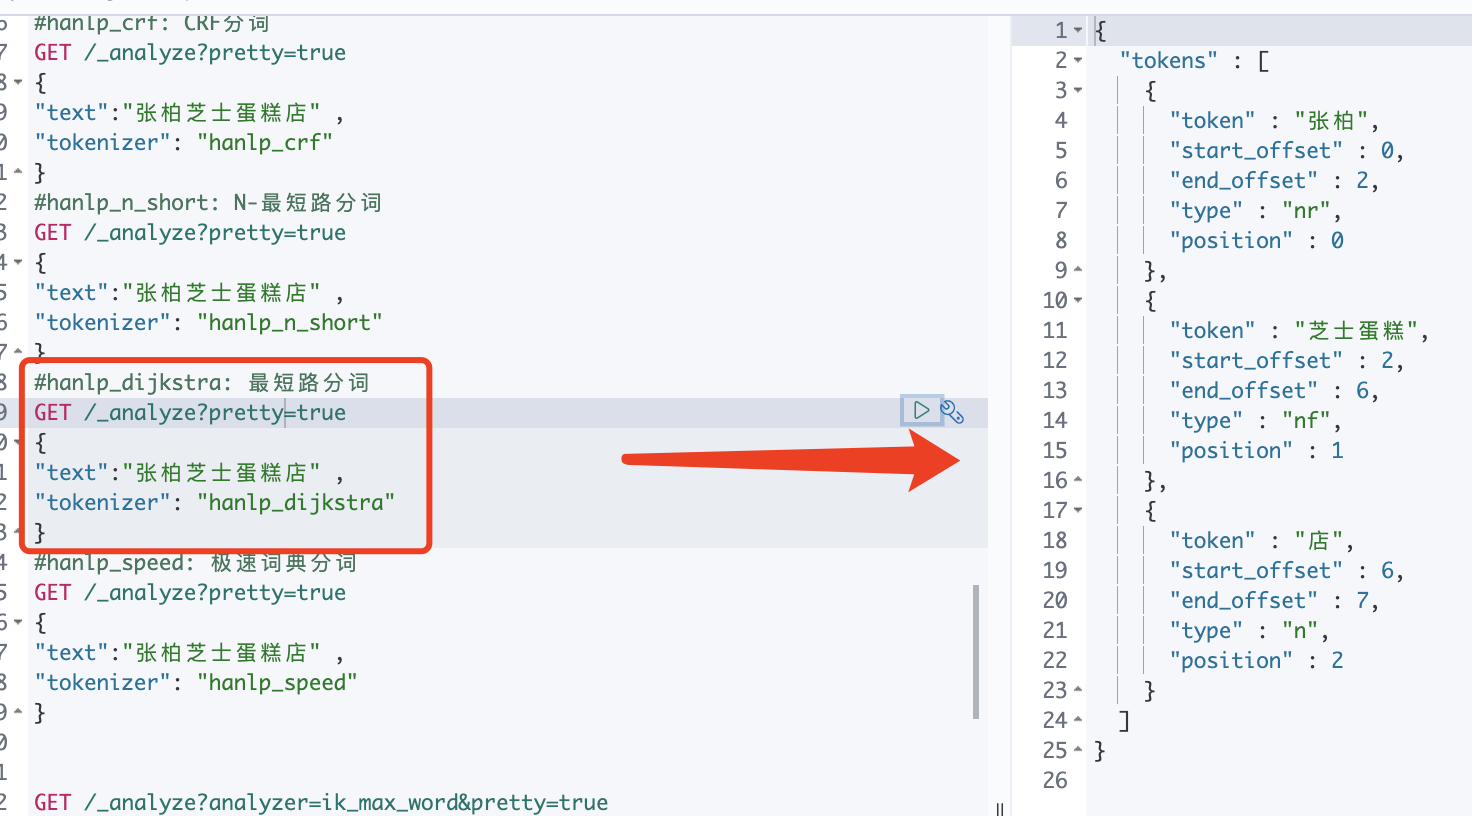 #hanlp_crf: CRF分词
GET /_analyze?pretty=true
{
"text":"张柏芝士蛋糕店" ,
"tokenizer": "hanlp_crf"
}
#hanlp_n_short: N-最短路分词
GET /_analyze?pretty=true
{
"text":"张柏芝士蛋糕店" ,
"tokenizer": "hanlp_n_short"
}
#hanlp_dijkstra: 最短路分词
GET /_analyze?pretty=true
{
"text":"张柏芝士蛋糕店" ,
"tokenizer": "hanlp_dijkstra"
}
#hanlp_speed: 极速词典分词
GET /_analyze?pretty=true
{
"text":"张柏芝士蛋糕店" ,
"tokenizer": "hanlp_speed"
}
GET /_analyze?analyzer=ik_max_word&pretty=true
1 {
2 "tokens" : [
3 {
4 "token" : "张柏",
5 "start_offset" : 0,
6 "end_offset" : 2,
7 "type" : "nr",
8 "position" : 0
9 },
10 {
11 "token" : "芝士蛋糕",
12 "start_offset" : 2,
13 "end_offset" : 6,
14 "type" : "nf",
15 "position" : 1
16 },
17 {
18 "token" : "店",
19 "start_offset" : 6,
20 "end_offset" : 7,
21 "type" : "n",
22 "position" : 2
23 }
24 ]
25 }
26